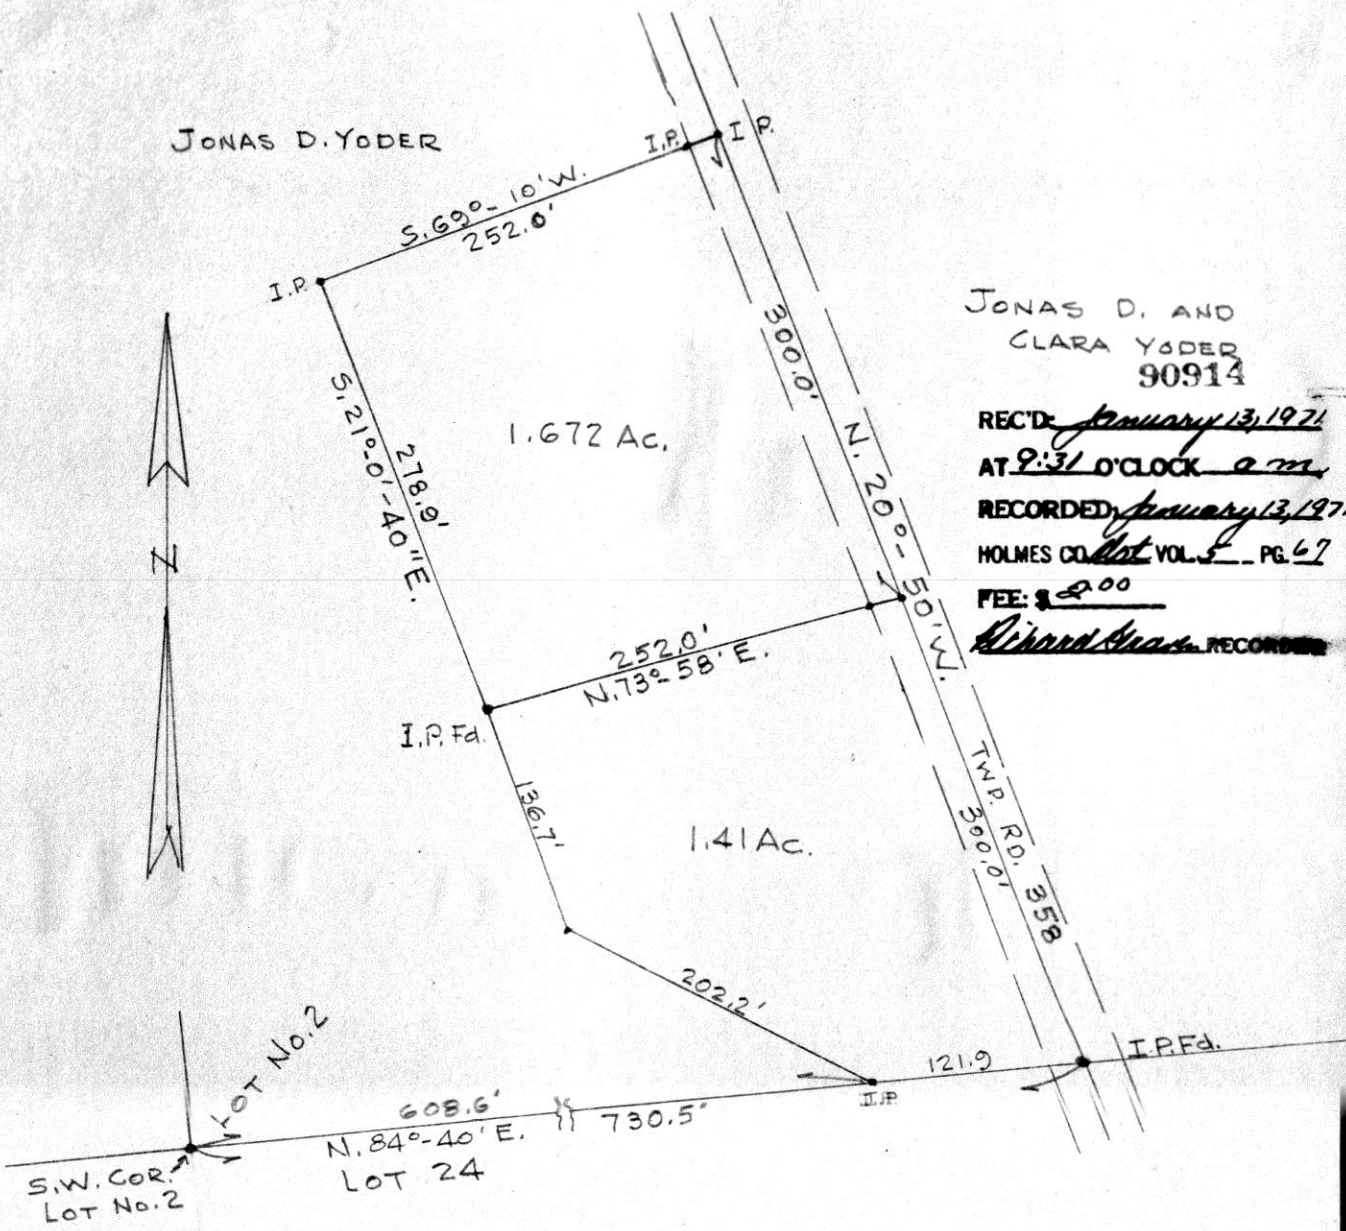 JONAS D. YODER
I.P.
I P.
S. 69°-10' W.
252.0'
I.P.
300.0'
JONAS D. AND
CLARA YODER
90914
REC'D: January 13, 1971
AT 9:31 O'CLOCK a m.
RECORDED, January 13, 197
HOLMES CO. VOL. 5 PG. 67
FEE: $ 2.00
Richard RECORDER
S. 21°-0'-40" E.
278.9'
1.672 Ac.
N. 20°-50' W.
N
252.0'
N. 73°-58' E.
I.P. Fd.
136.7'
1.41 Ac.
TWP. RD. 358
300.0'
202.2'
121.9
I.P. Fd.
I.P.
LOT No. 2
608.6'
730.5'
N. 84°-40' E.
LOT 24
S.W. COR.
LOT No. 2